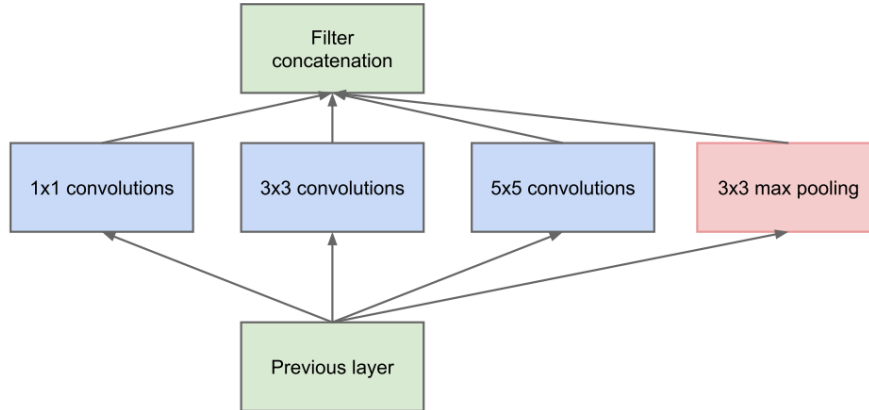 Filter
concatenation
1x1 convolutions
3x3 convolutions
5x5 convolutions
3x3 max pooling
Previous layer